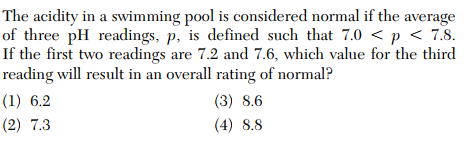 The acidity in a swimming pool is considered normal if the average
of three pH readings, p, is defined such that 7.0 < p < 7.8.
If the first two readings are 7.2 and 7.6, which value for the third
reading will result in an overall rating of normal?
(1) 6.2 (3) 8.6
(2) 7.3 (4) 8.8